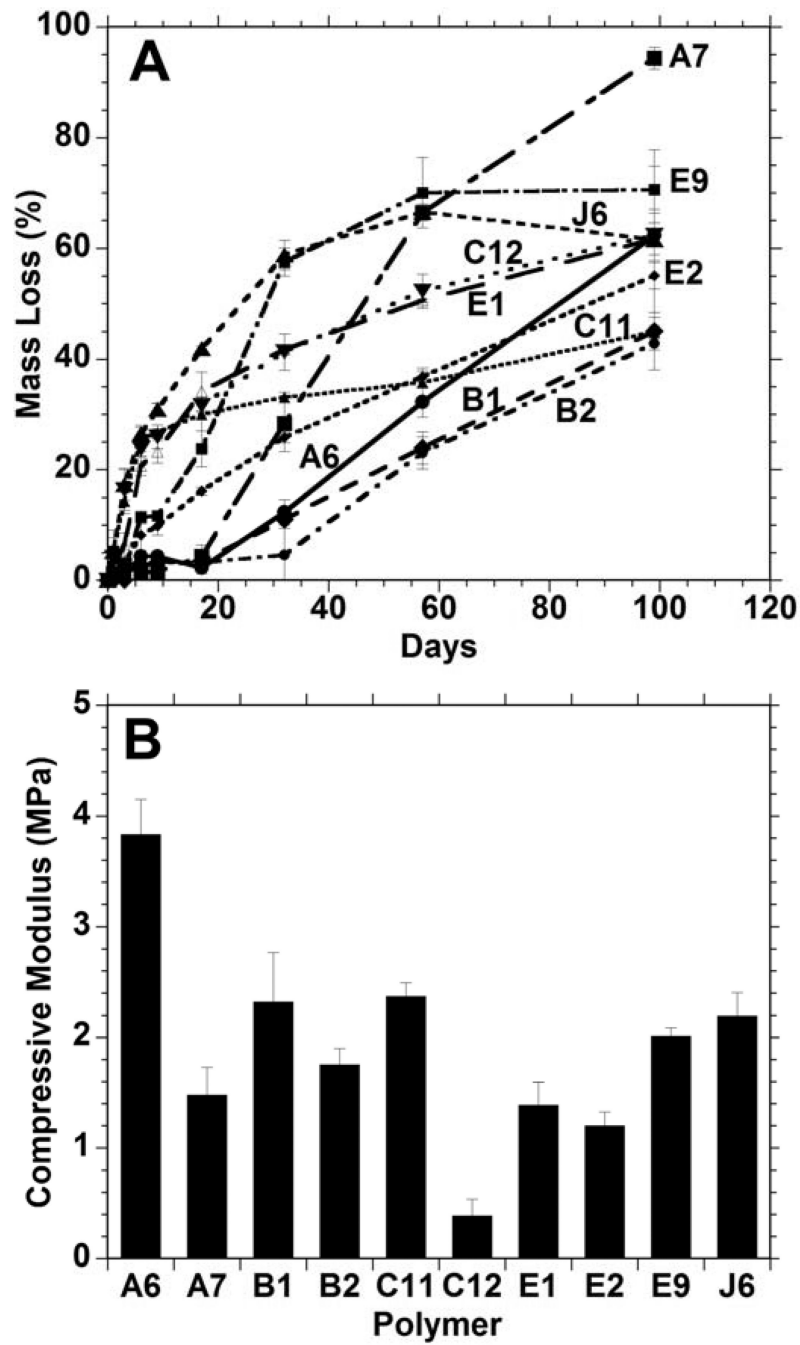 A
100
80
60
40
20
0
Mass Loss (%)
A7
E9
J6
C12
E1
E2
C11
B1
B2
A6
0 20 40 60 80 100 120
Days
B
5
4
3
2
1
0
Compressive Modulus (MPa)
A6 A7 B1 B2 C11 C12 E1 E2 E9 J6
Polymer